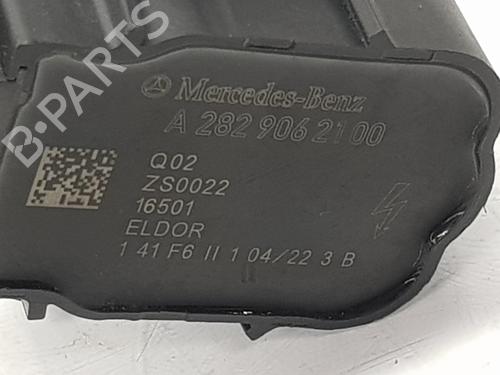 Mercedes-Benz
A 282 906 21 00
Q02
ZS0022
16501
ELDOR
1 41 F6 II 1 04/22 3 B
B-Parts